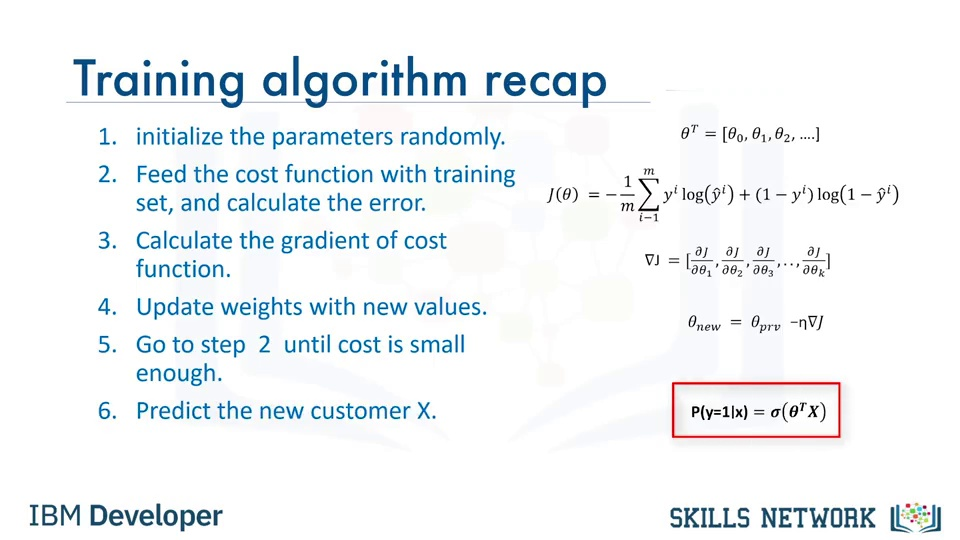 Training algorithm recap
1. initialize the parameters randomly.
2. Feed the cost function with training
set, and calculate the error.
3. Calculate the gradient of cost
function.
4. Update weights with new values.
5. Go to step 2 until cost is small
enough.
6. Predict the new customer X.
θ^T = [θ_0, θ_1, θ_2, ....]
J(θ) = −1/m ∑_{i−1}^{m} y^i log(ŷ^i) + (1 − y^i) log(1 − ŷ^i)
∇J = [∂J/∂θ_1, ∂J/∂θ_2, ∂J/∂θ_3, .., ∂J/∂θ_k]
θ_new = θ_prv −η∇J
P(y=1|x) = σ(θ^T X)
IBM Developer
SKILLS NETWORK